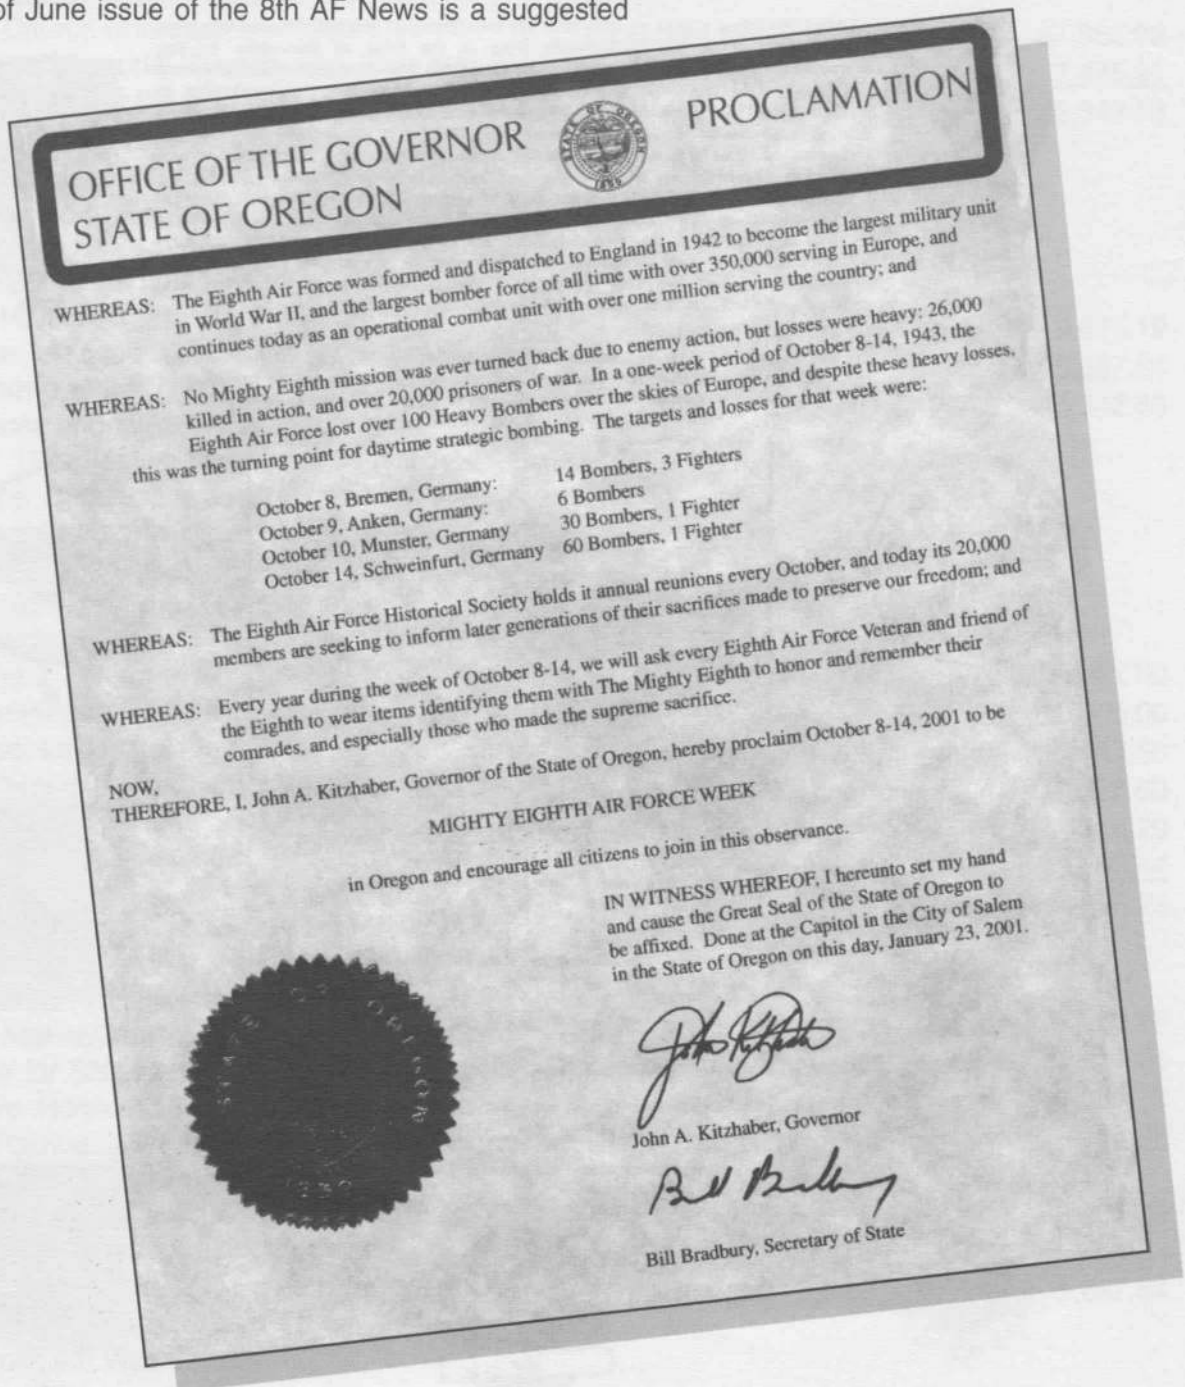 of June issue of the 8th AF News is a suggested
OFFICE OF THE GOVERNOR
STATE OF OREGON
STATE OF OREGON
1859
PROCLAMATION
WHEREAS: The Eighth Air Force was formed and dispatched to England in 1942 to become the largest military unit
in World War II, and the largest bomber force of all time with over 350,000 serving in Europe, and
continues today as an operational combat unit with over one million serving the country; and
WHEREAS: No Mighty Eighth mission was ever turned back due to enemy action, but losses were heavy: 26,000
killed in action, and over 20,000 prisoners of war. In a one-week period of October 8-14, 1943, the
Eighth Air Force lost over 100 Heavy Bombers over the skies of Europe, and despite these heavy losses,
this was the turning point for daytime strategic bombing. The targets and losses for that week were:
October 8, Bremen, Germany: 14 Bombers, 3 Fighters
October 9, Anken, Germany: 6 Bombers
October 10, Munster, Germany 30 Bombers, 1 Fighter
October 14, Schweinfurt, Germany 60 Bombers, 1 Fighter
WHEREAS: The Eighth Air Force Historical Society holds it annual reunions every October, and today its 20,000
members are seeking to inform later generations of their sacrifices made to preserve our freedom; and
WHEREAS: Every year during the week of October 8-14, we will ask every Eighth Air Force Veteran and friend of
the Eighth to wear items identifying them with The Mighty Eighth to honor and remember their
comrades, and especially those who made the supreme sacrifice.
NOW,
THEREFORE, I, John A. Kitzhaber, Governor of the State of Oregon, hereby proclaim October 8-14, 2001 to be
MIGHTY EIGHTH AIR FORCE WEEK
in Oregon and encourage all citizens to join in this observance.
IN WITNESS WHEREOF, I hereunto set my hand
and cause the Great Seal of the State of Oregon to
be affixed. Done at the Capitol in the City of Salem
in the State of Oregon on this day, January 23, 2001.
STATE OF OREGON
1859
John Kitzhaber
John A. Kitzhaber, Governor
Bill Bradbury
Bill Bradbury, Secretary of State